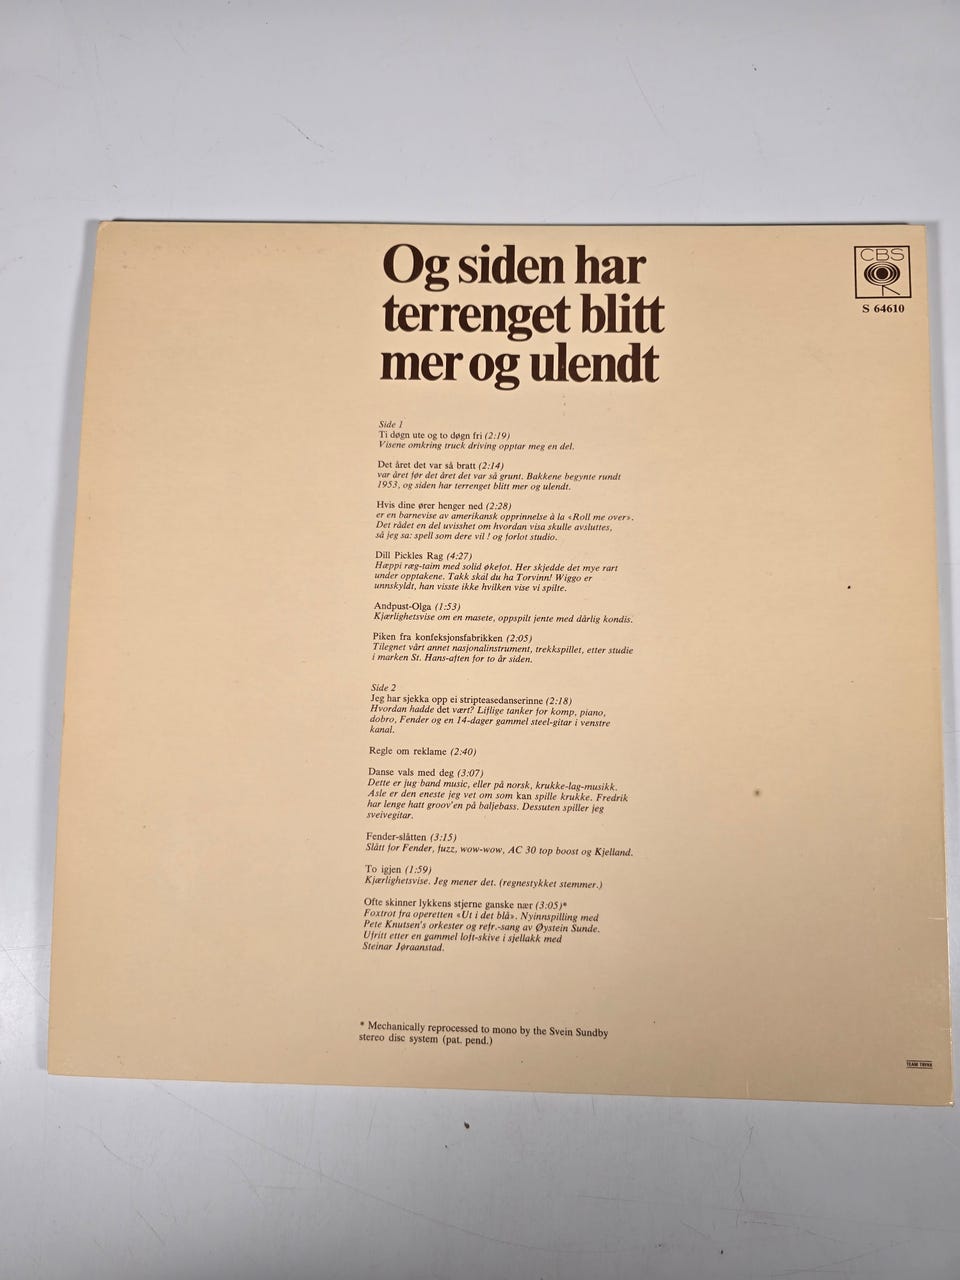 Og siden har
terrenget blitt
mer og ulendt
CBS
S 64610
Side 1
Ti døgn ute og to døgn fri (2:19)
Visene omkring truck driving opptar meg en del.
Det året det var så bratt (2:14)
var året før det året det var så grunt. Bakkene begynte rundt
1953, og siden har terrenget blitt mer og ulendt.
Hvis dine ører henger ned (2:28)
er en barnevise av amerikansk opprinnelse à la «Roll me over».
Det rådet en del uvisshet om hvordan visa skulle avsluttes,
så jeg sa: spell som dere vil ! og forlot studio.
Dill Pickles Rag (4:27)
Hæppi ræg-taim med solid økefot. Her skjedde det mye rart
under opptakene. Takk skal du ha Torvinn! Wiggo er
unnskyldt, han visste ikke hvilken vise vi spilte.
Andpust-Olga (1:53)
Kjærlighetsvise om en masete, oppspilt jente med dårlig kondis.
Piken fra konfeksjonsfabrikken (2:05)
Tilegnet vårt annet nasjonalinstrument, trekkspillet, etter studie
i marken St. Hans-aften for to år siden.
Side 2
Jeg har sjekka opp ei stripteasedanserinne (2:18)
Hvordan hadde det vært? Liflige tanker for komp, piano,
dobro, Fender og en 14-dager gammel steel-gitar i venstre
kanal.
Regle om reklame (2:40)
Danse vals med deg (3:07)
Dette er jug band music, eller på norsk, krukke-lag-musikk.
Asle er den eneste jeg vet om som kan spille krukke. Fredrik
har lenge hatt groov'en på baljebass. Dessuten spiller jeg
sveivegitar.
Fender-slåtten (3:15)
Slått for Fender, fuzz, wow-wow, AC 30 top boost og Kjelland.
To igjen (1:59)
Kjærlighetsvise. Jeg mener det. (regnestykket stemmer.)
Ofte skinner lykkens stjerne ganske nær (3:05)*
Foxtrot fra operetten «Ut i det blå». Nyinnspilling med
Pete Knutsen's orkester og refr.-sang av Øystein Sunde.
Ufritt etter en gammel loft-skive i sjellakk med
Steinar Jøraanstad.
* Mechanically reprocessed to mono by the Svein Sundby
stereo disc system (pat. pend.)